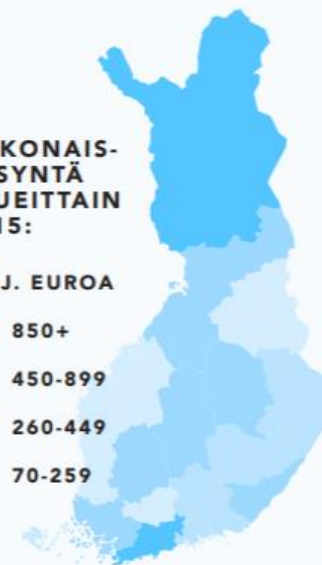 KONAIS-
SYNTÄ
UEITTAIN
15:
J. EUROA
850+
450-899
260-449
70-259